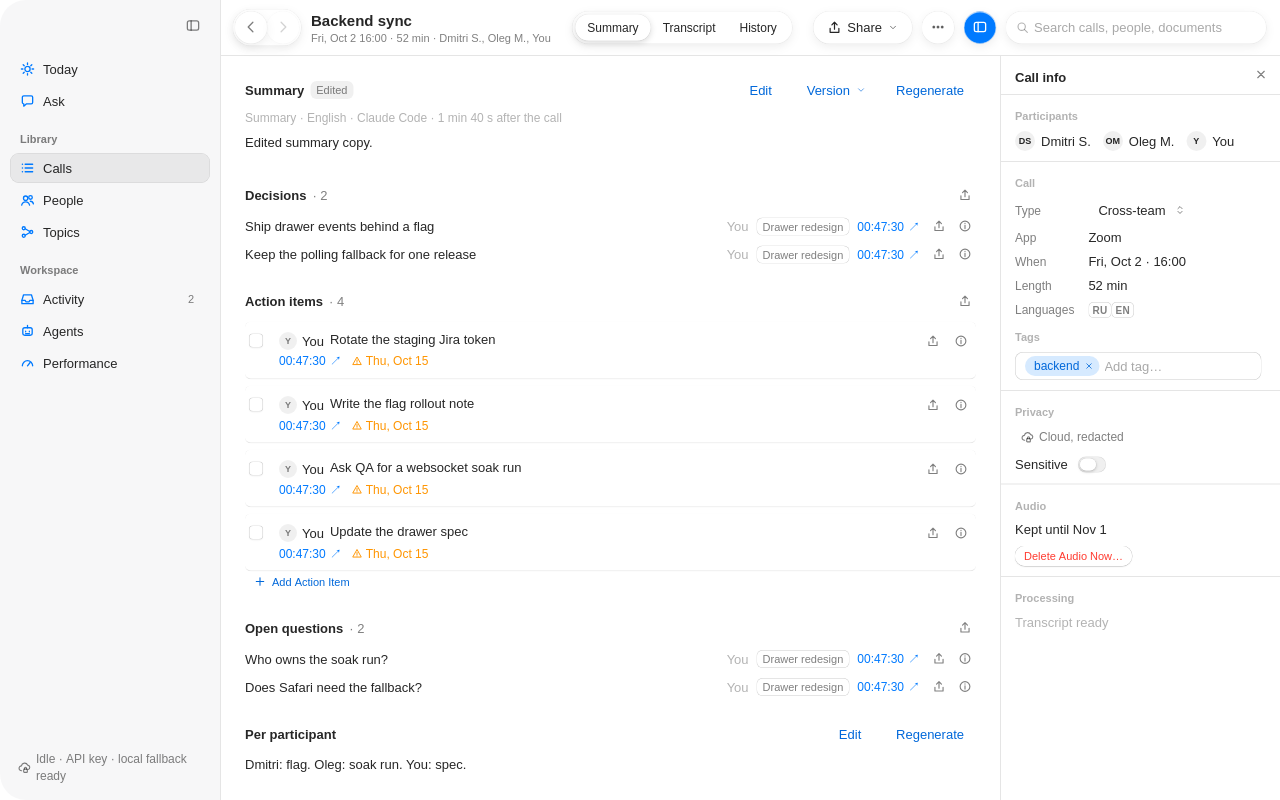 Backend sync
Fri, Oct 2 16:00 · 52 min · Dmitri S., Oleg M., You
Summary
Transcript
History
Share
Search calls, people, documents
Today
Ask
Library
Calls
People
Topics
Workspace
Activity 2
Agents
Performance
Idle · API key · local fallback
ready
Summary Edited Edit Version Regenerate
Summary · English · Claude Code · 1 min 40 s after the call
Edited summary copy.
Decisions · 2
Ship drawer events behind a flag You Drawer redesign 00:47:30
Keep the polling fallback for one release You Drawer redesign 00:47:30
Action items · 4
Y You Rotate the staging Jira token
00:47:30 Thu, Oct 15
Y You Write the flag rollout note
00:47:30 Thu, Oct 15
Y You Ask QA for a websocket soak run
00:47:30 Thu, Oct 15
Y You Update the drawer spec
00:47:30 Thu, Oct 15
Add Action Item
Open questions · 2
Who owns the soak run? You Drawer redesign 00:47:30
Does Safari need the fallback? You Drawer redesign 00:47:30
Per participant Edit Regenerate
Dmitri: flag. Oleg: soak run. You: spec.
Call info
Participants
DS Dmitri S. OM Oleg M. Y You
Call
Type Cross-team
App Zoom
When Fri, Oct 2 · 16:00
Length 52 min
Languages RU EN
Tags
backend Add tag…
Privacy
Cloud, redacted
Sensitive
Audio
Kept until Nov 1
Delete Audio Now…
Processing
Transcript ready